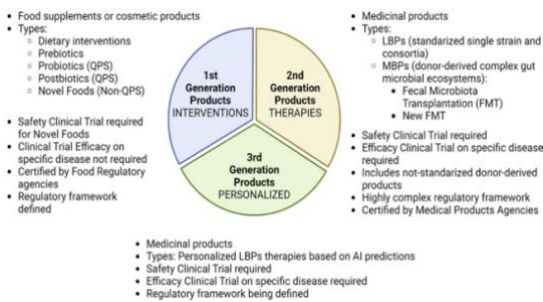 • Food supplements or cosmetic products
• Types:
○ Dietary interventions
○ Prebiotics
○ Probiotics (QPS)
○ Postbiotics (QPS)
○ Novel Foods (Non-QPS)
• Safety Clinical Trial required
for Novel Foods
• Clinical Trial Efficacy on
specific disease not required
• Certified by Food Regulatory
agencies
• Regulatory framework
defined
1st
Generation
Products
INTERVENTIONS
2nd
Generation
Products
THERAPIES
3rd
Generation
Products
PERSONALIZED
• Medicinal products
• Types:
○ LBPs (standarized single strain and
consortia)
○ MBPs (donor-derived complex gut
microbial ecosystems):
▪ Fecal Microbiota
Transplantation (FMT)
▪ New FMT
• Safety Clinical Trial required
• Efficacy Clinical Trial on specific disease
required
• Includes not-standarized donor-derived
products
• Highly complex regulatory framework
• Certified by Medical Products Agencies
• Medicinal products
• Types: Personalized LBPs therapies based on AI predictions
• Safety Clinical Trial required
• Efficacy Clinical Trial on specific disease required
• Regulatory framework being defined